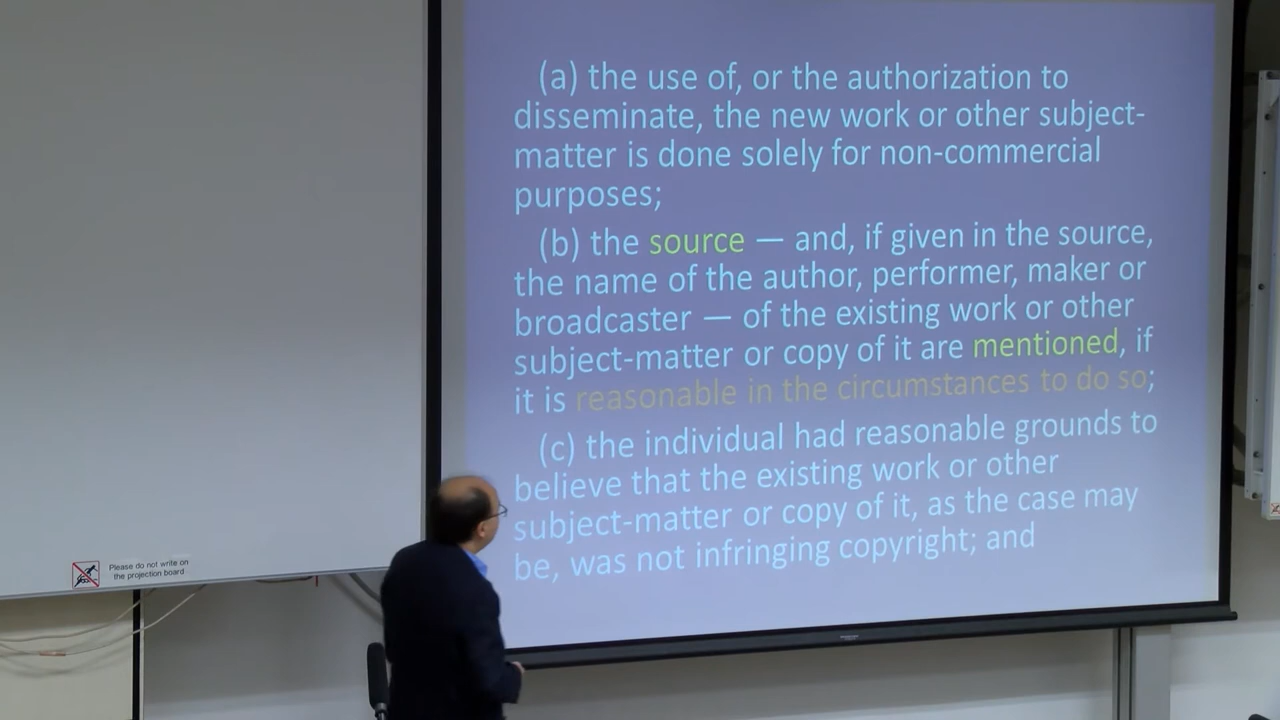 (a) the use of, or the authorization to
disseminate, the new work or other subject-
matter is done solely for non-commercial
purposes;
(b) the source — and, if given in the source,
the name of the author, performer, maker or
broadcaster — of the existing work or other
subject-matter or copy of it are mentioned, if
it is reasonable in the circumstances to do so;
(c) the individual had reasonable grounds to
believe that the existing work or other
subject-matter or copy of it, as the case may
be, was not infringing copyright; and
Please do not write on
the projection board